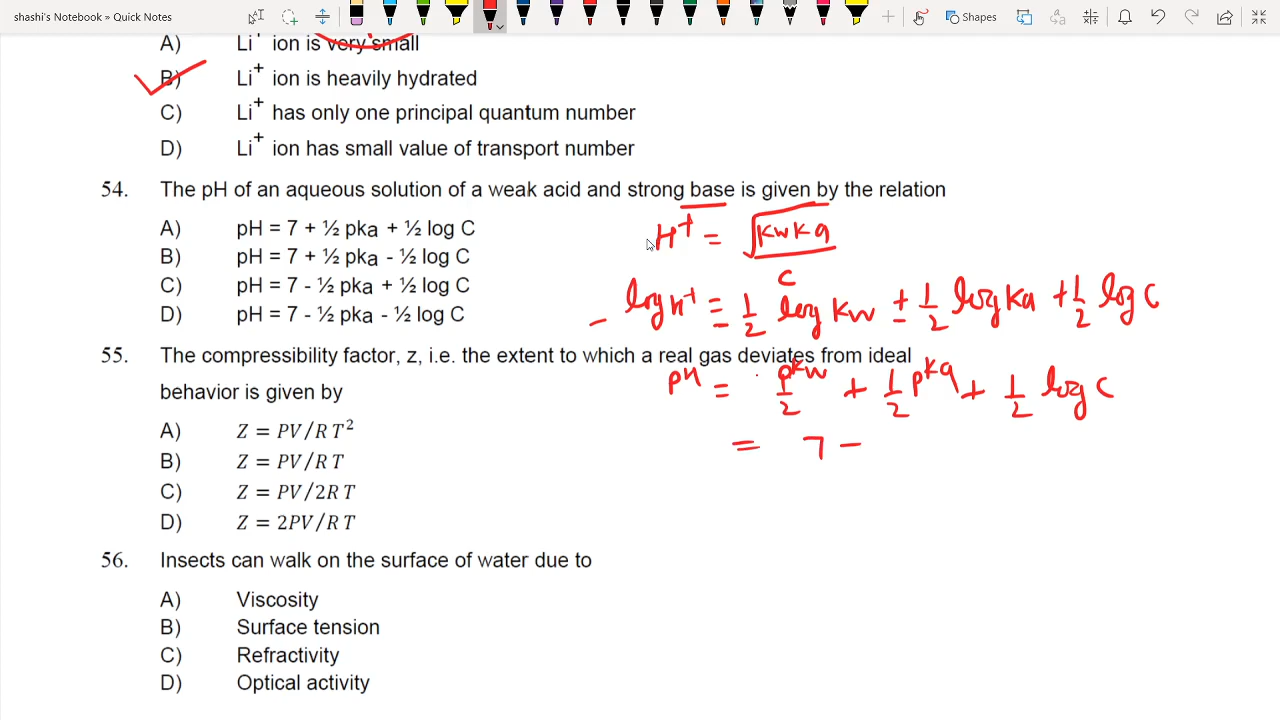 shashi's Notebook » Quick Notes
Shapes
A) Li⁺ ion is very small
B) Li⁺ ion is heavily hydrated
C) Li⁺ has only one principal quantum number
D) Li⁺ ion has small value of transport number
54. The pH of an aqueous solution of a weak acid and strong base is given by the relation
A) pH = 7 + ½ pka + ½ log C
B) pH = 7 + ½ pka - ½ log C
C) pH = 7 - ½ pka + ½ log C
D) pH = 7 - ½ pka - ½ log C
H⁺ = √KwKa
C
- log H⁺ = 1/2 log Kw ± 1/2 log Ka + 1/2 log C
pH = 1/2 pKw + 1/2 pKa + 1/2 log C
= 7 -
55. The compressibility factor, z, i.e. the extent to which a real gas deviates from ideal
behavior is given by
A) Z = PV/RT²
B) Z = PV/RT
C) Z = PV/2RT
D) Z = 2PV/RT
56. Insects can walk on the surface of water due to
A) Viscosity
B) Surface tension
C) Refractivity
D) Optical activity